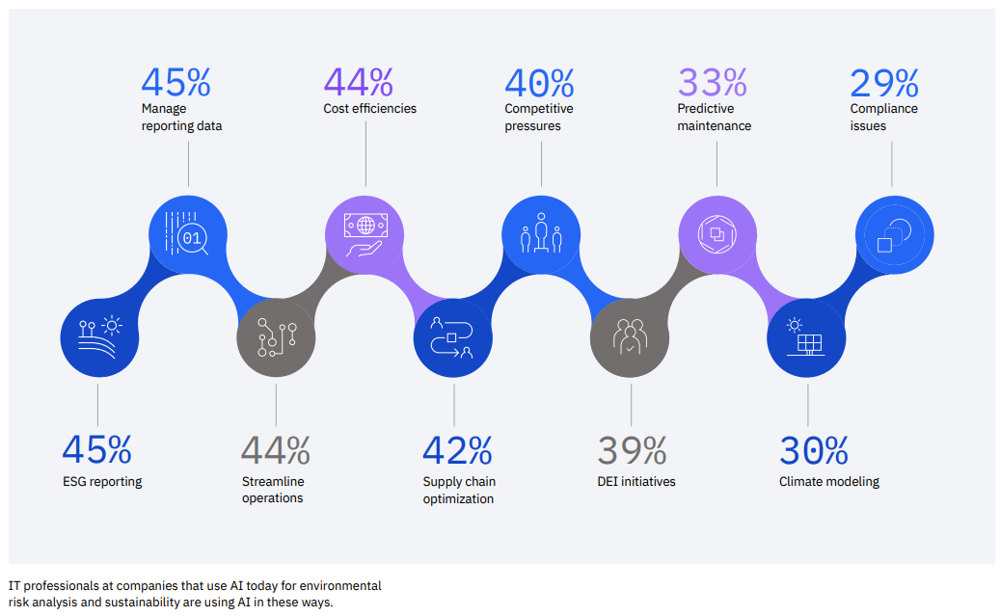 45%
Manage
reporting data
44%
Cost efficiencies
40%
Competitive
pressures
33%
Predictive
maintenance
29%
Compliance
issues
01
45%
ESG reporting
44%
Streamline
operations
42%
Supply chain
optimization
39%
DEI initiatives
30%
Climate modeling
IT professionals at companies that use AI today for environmental
risk analysis and sustainability are using AI in these ways.